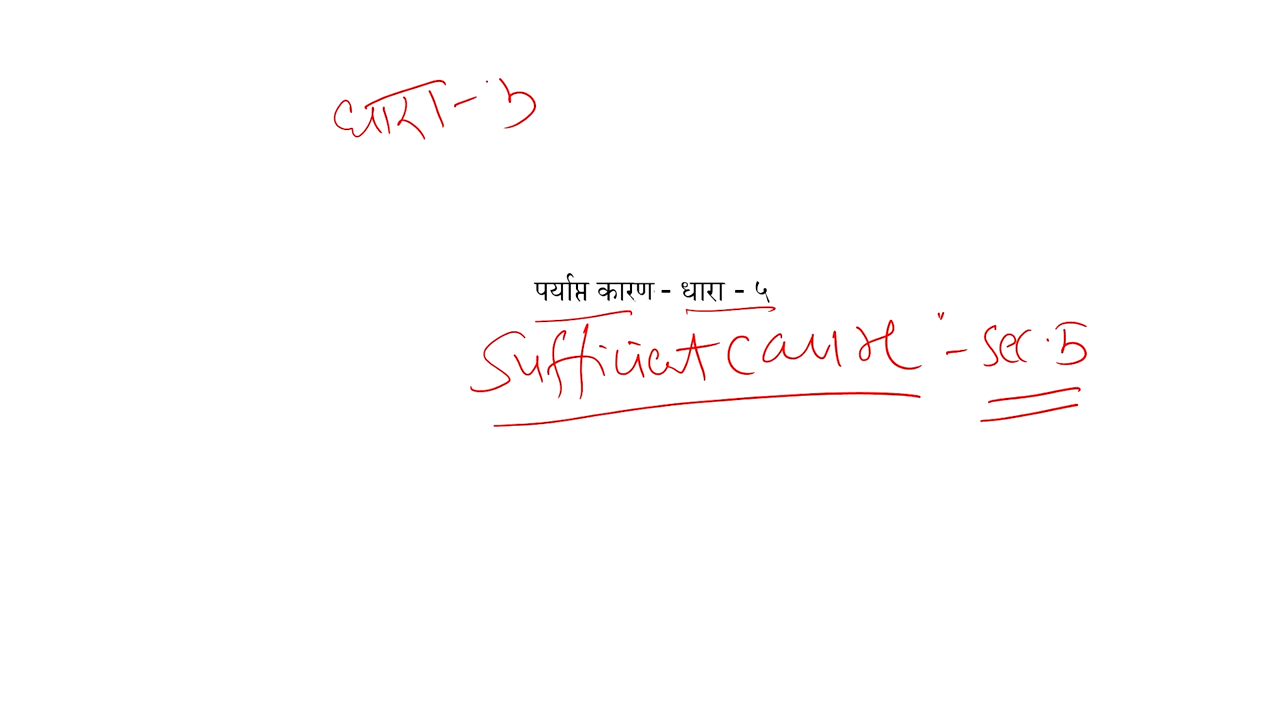 धारा - 5
पर्याप्त कारण - धारा - ५
Sufficient cause - Sec. 5